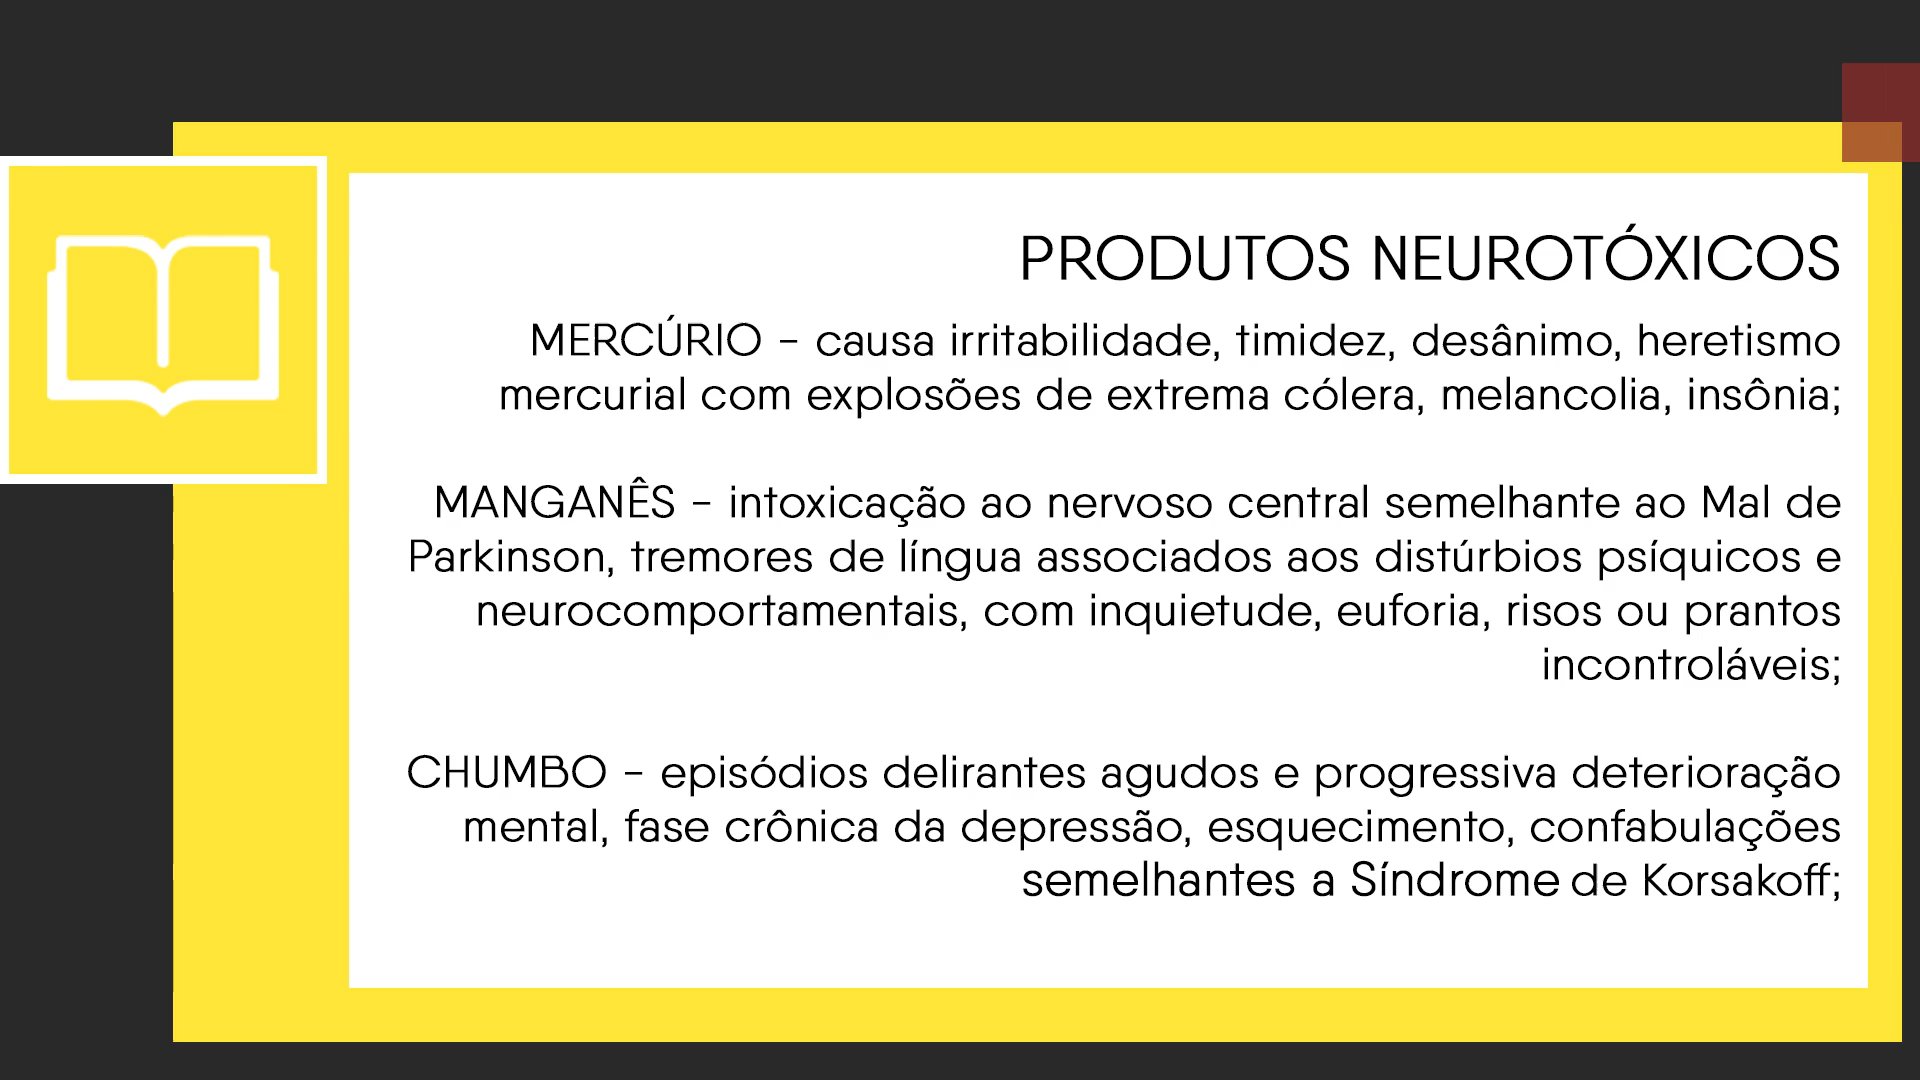 PRODUTOS NEUROTÓXICOS
MERCÚRIO – causa irritabilidade, timidez, desânimo, heretismo
mercurial com explosões de extrema cólera, melancolia, insônia;
MANGANÊS – intoxicação ao nervoso central semelhante ao Mal de
Parkinson, tremores de língua associados aos distúrbios psíquicos e
neurocomportamentais, com inquietude, euforia, risos ou prantos
incontroláveis;
CHUMBO – episódios delirantes agudos e progressiva deterioração
mental, fase crônica da depressão, esquecimento, confabulações
semelhantes a Síndrome de Korsakoff;